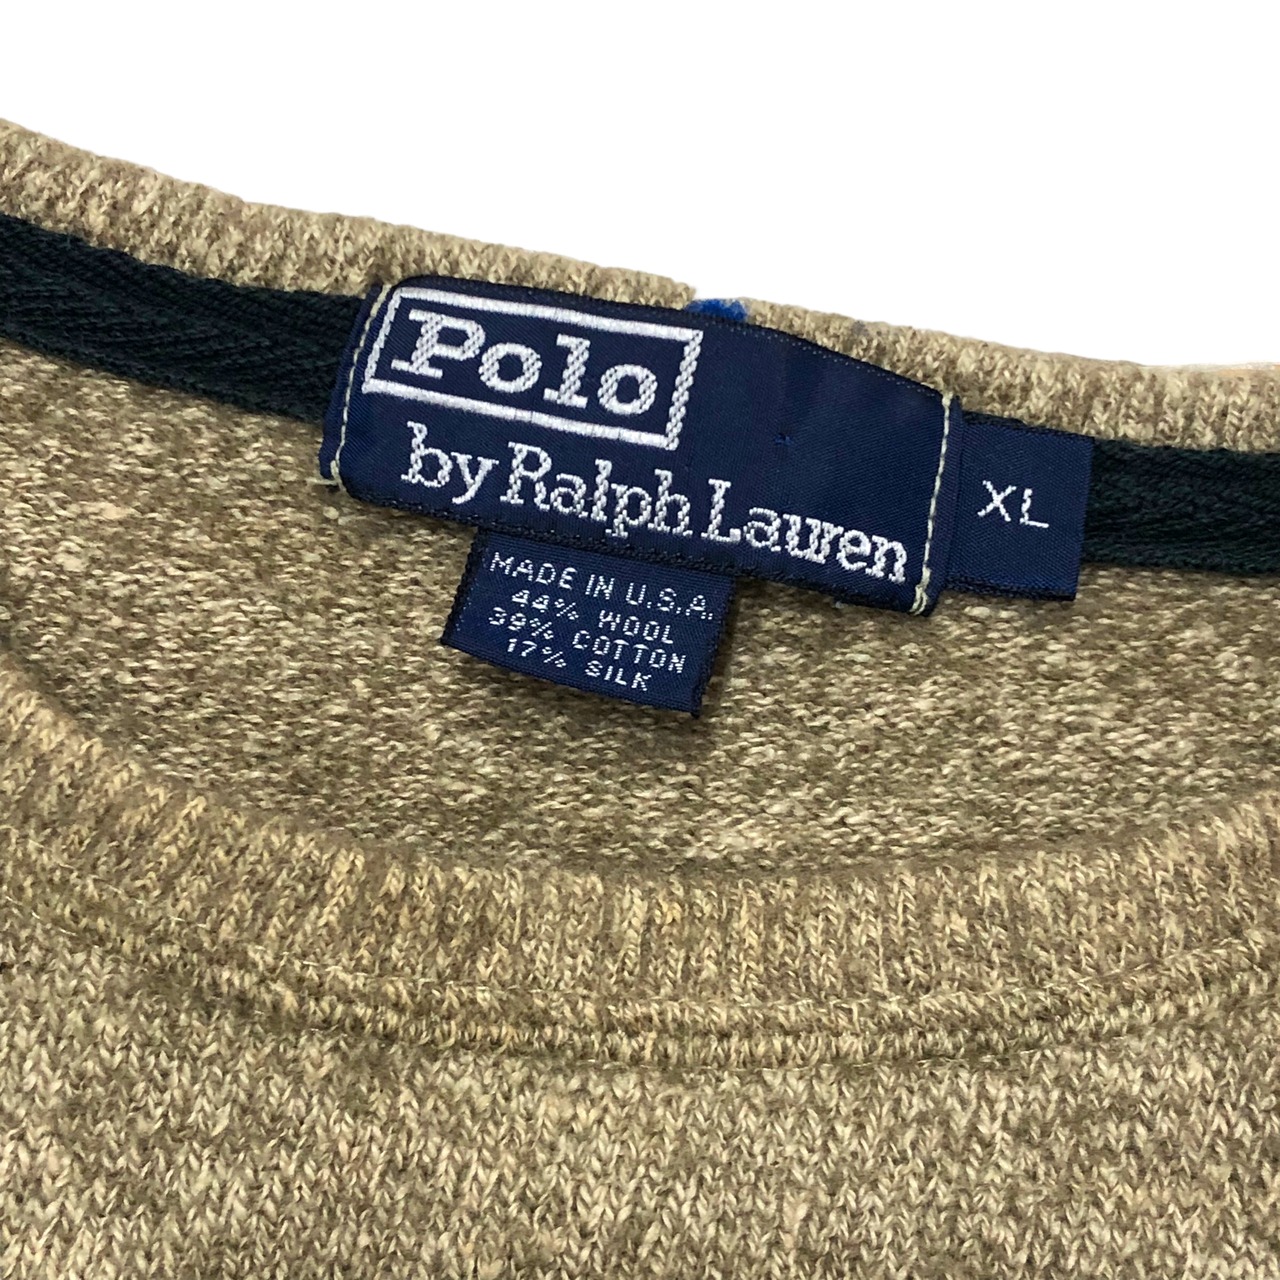 Polo
by Ralph Lauren
XL
MADE IN U.S.A.
44% WOOL
39% COTTON
17% SILK